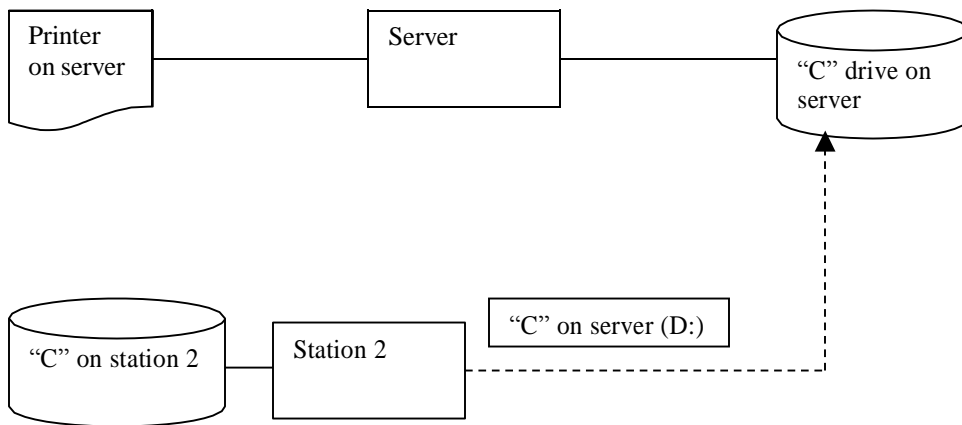 Printer
on server
Server
“C” drive on
server
“C” on station 2
Station 2
“C” on server (D:)